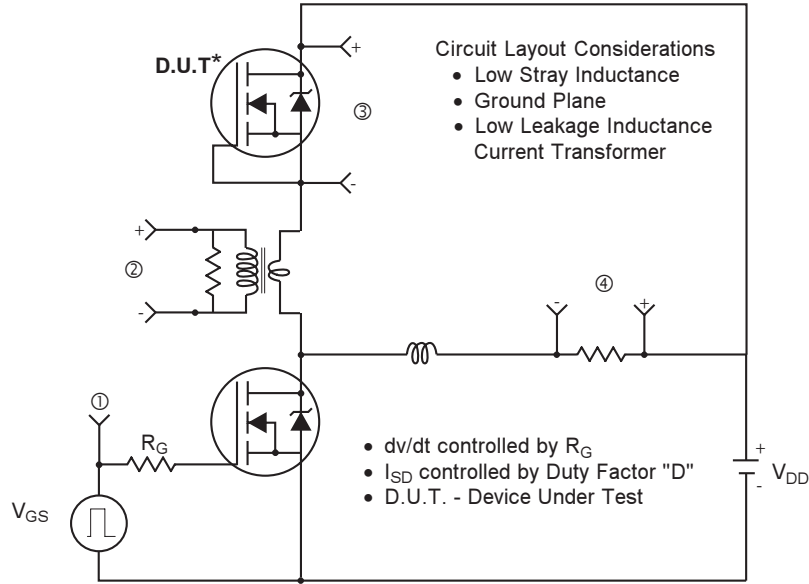 D.U.T*
+
③
-
Circuit Layout Considerations
• Low Stray Inductance
• Ground Plane
• Low Leakage Inductance
Current Transformer
+
②
-
④
-
+
①
R_G
V_GS
• dv/dt controlled by R_G
• I_SD controlled by Duty Factor "D"
• D.U.T. - Device Under Test
+
V_DD
-